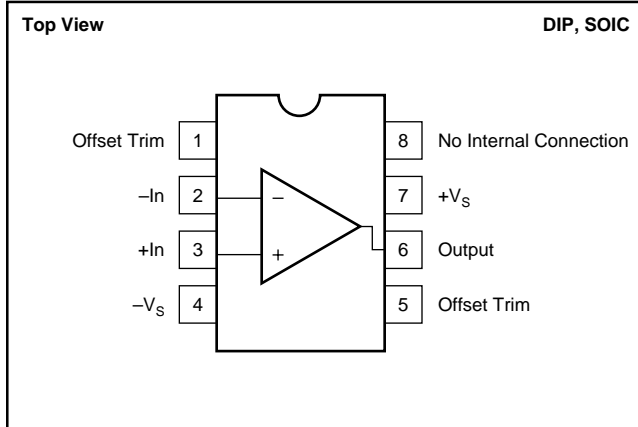 Top View
DIP, SOIC
Offset Trim 1
8 No Internal Connection
–In 2
–
7 +VS
+In 3
+
6 Output
–VS 4
5 Offset Trim